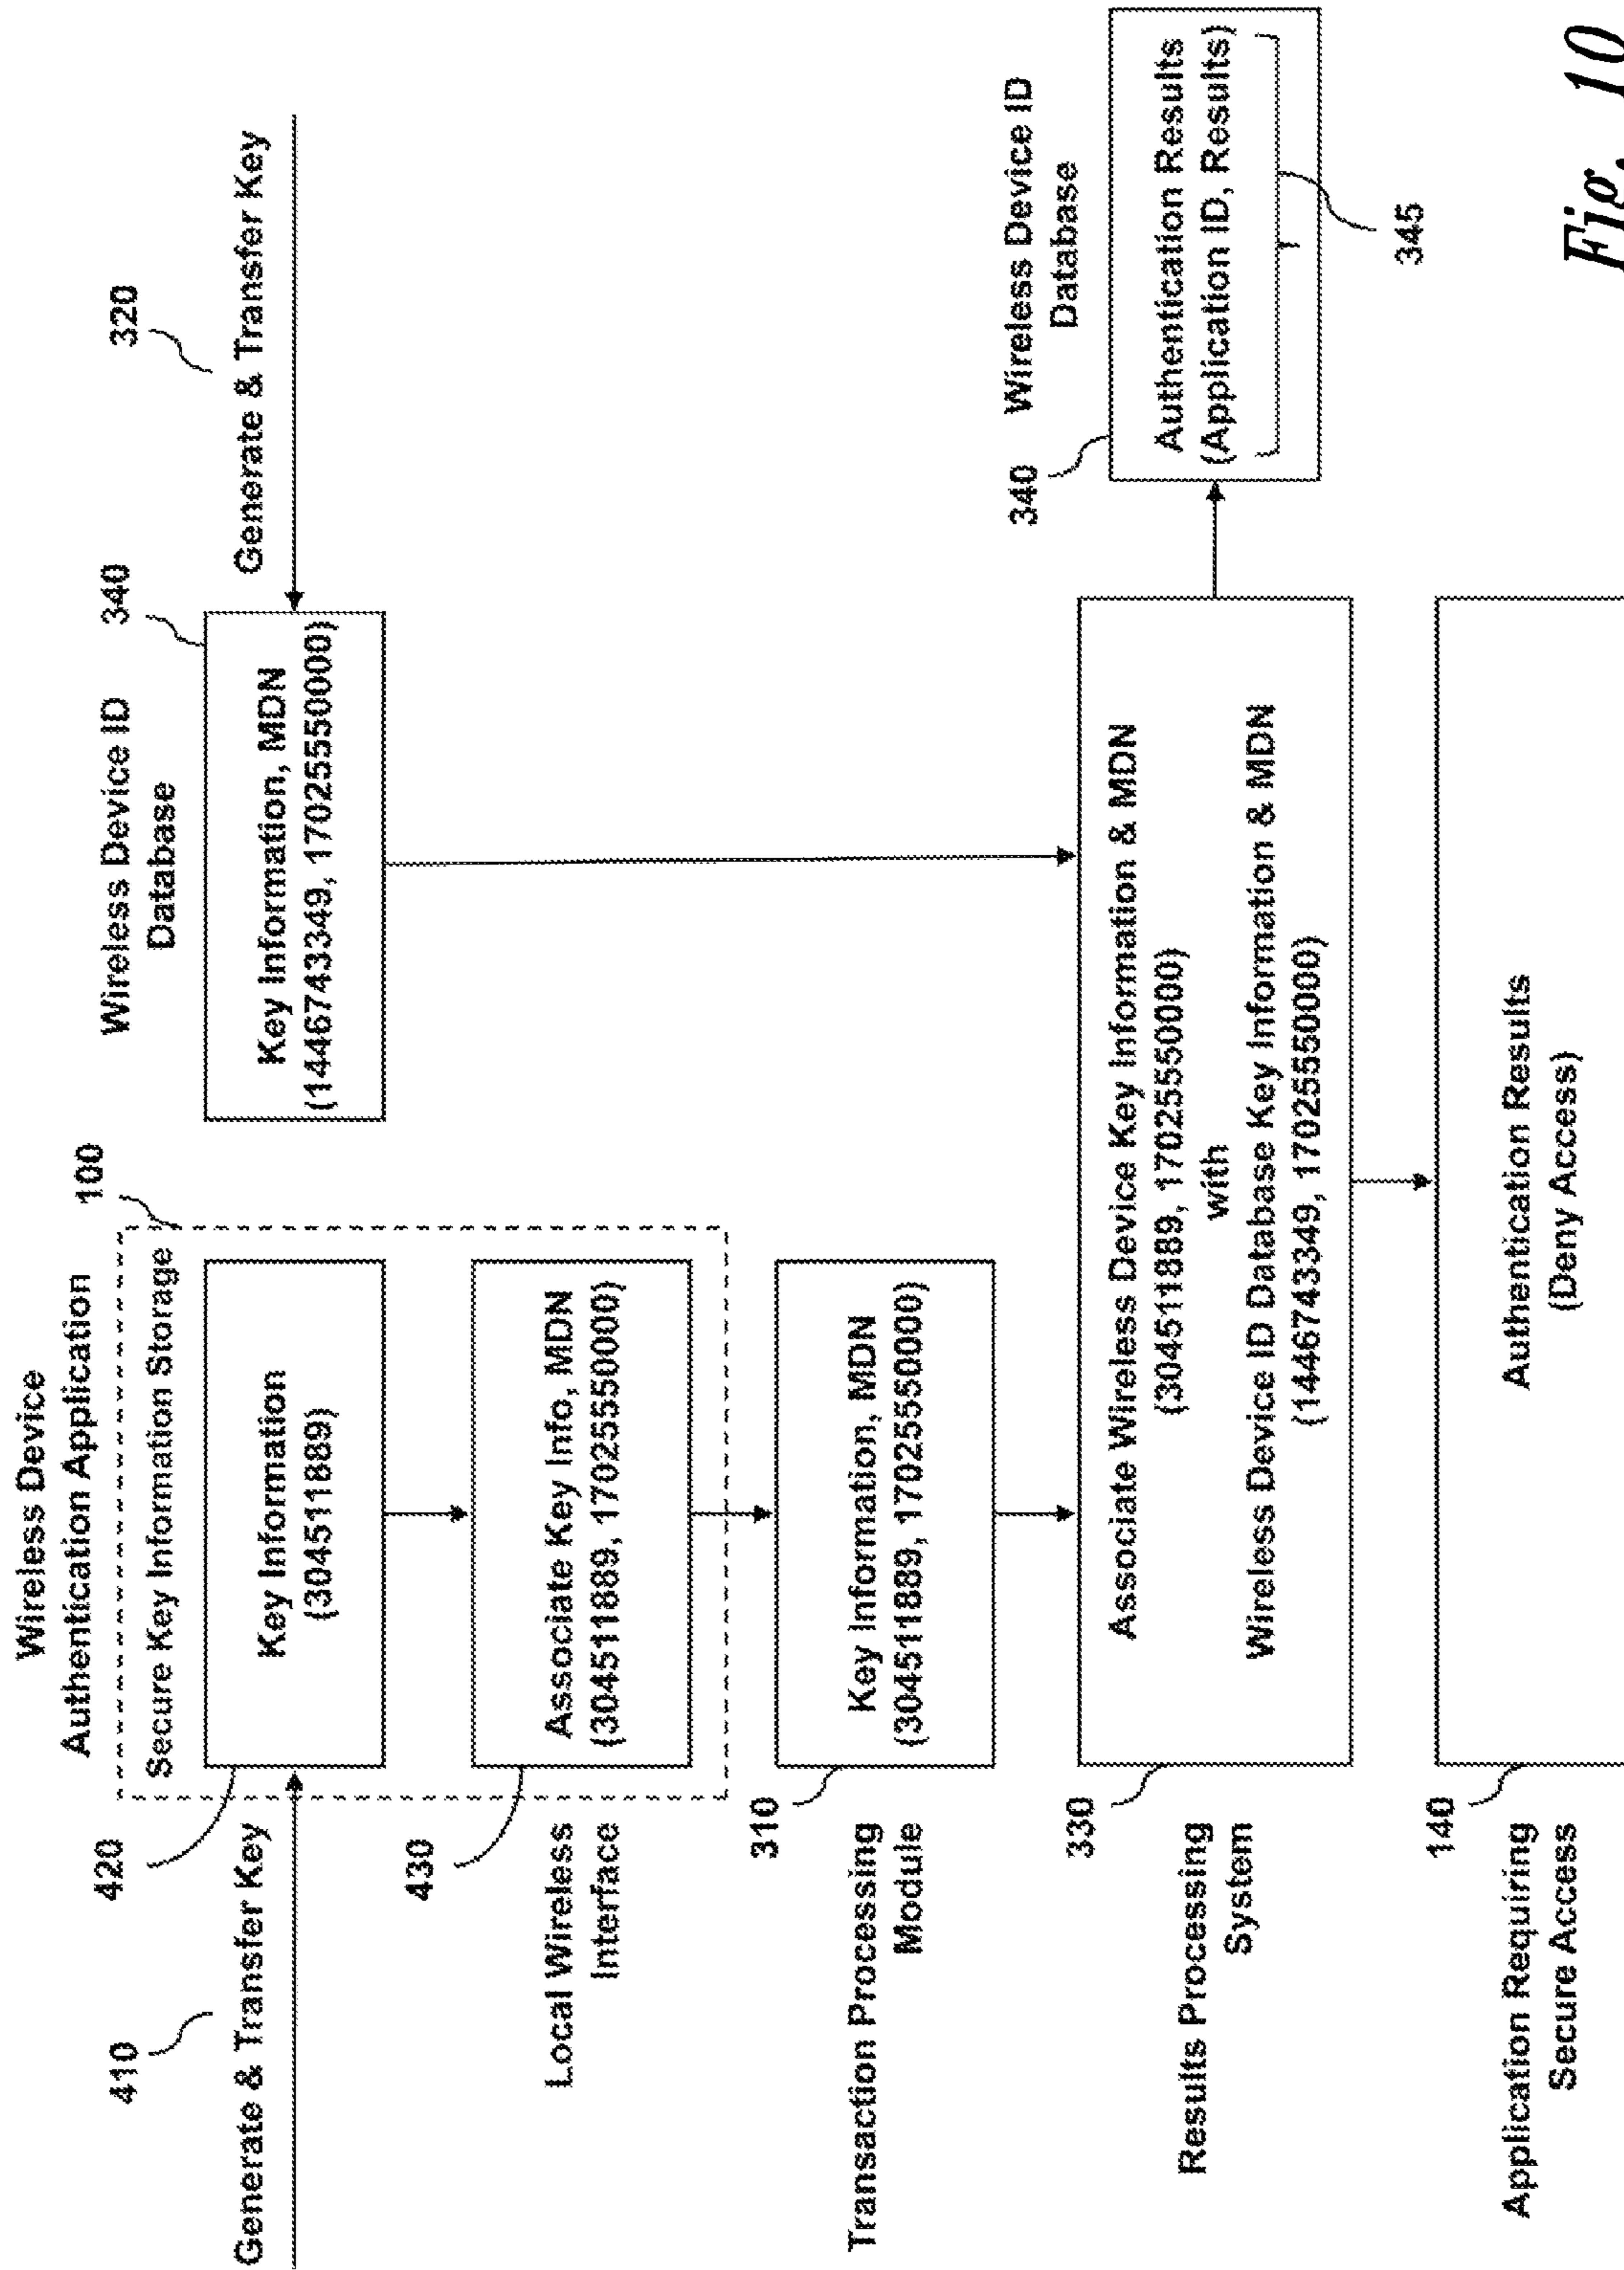 Wireless Device
Authentication Application
100
Secure Key Information Storage
410
Generate & Transfer Key
420
Key Information
(304511889)
Wireless Device ID
Database
340
Key Information, MDN
(1446743349, 17025550000)
320
Generate & Transfer Key
430
Local Wireless
Interface
Associate Key Info, MDN
(304511889, 17025550000)
310
Transaction Processing
Module
Key Information, MDN
(304511889, 17025550000)
330
Results Processing
System
Associate Wireless Device Key Information & MDN
(304511889, 17025550000)
with
Wireless Device ID Database Key Information & MDN
(1446743349, 17025550000)
340
Wireless Device ID
Database
Authentication Results
(Application ID, Results)
345
140
Application Requiring
Secure Access
Authentication Results
(Deny Access)
Fig. 10